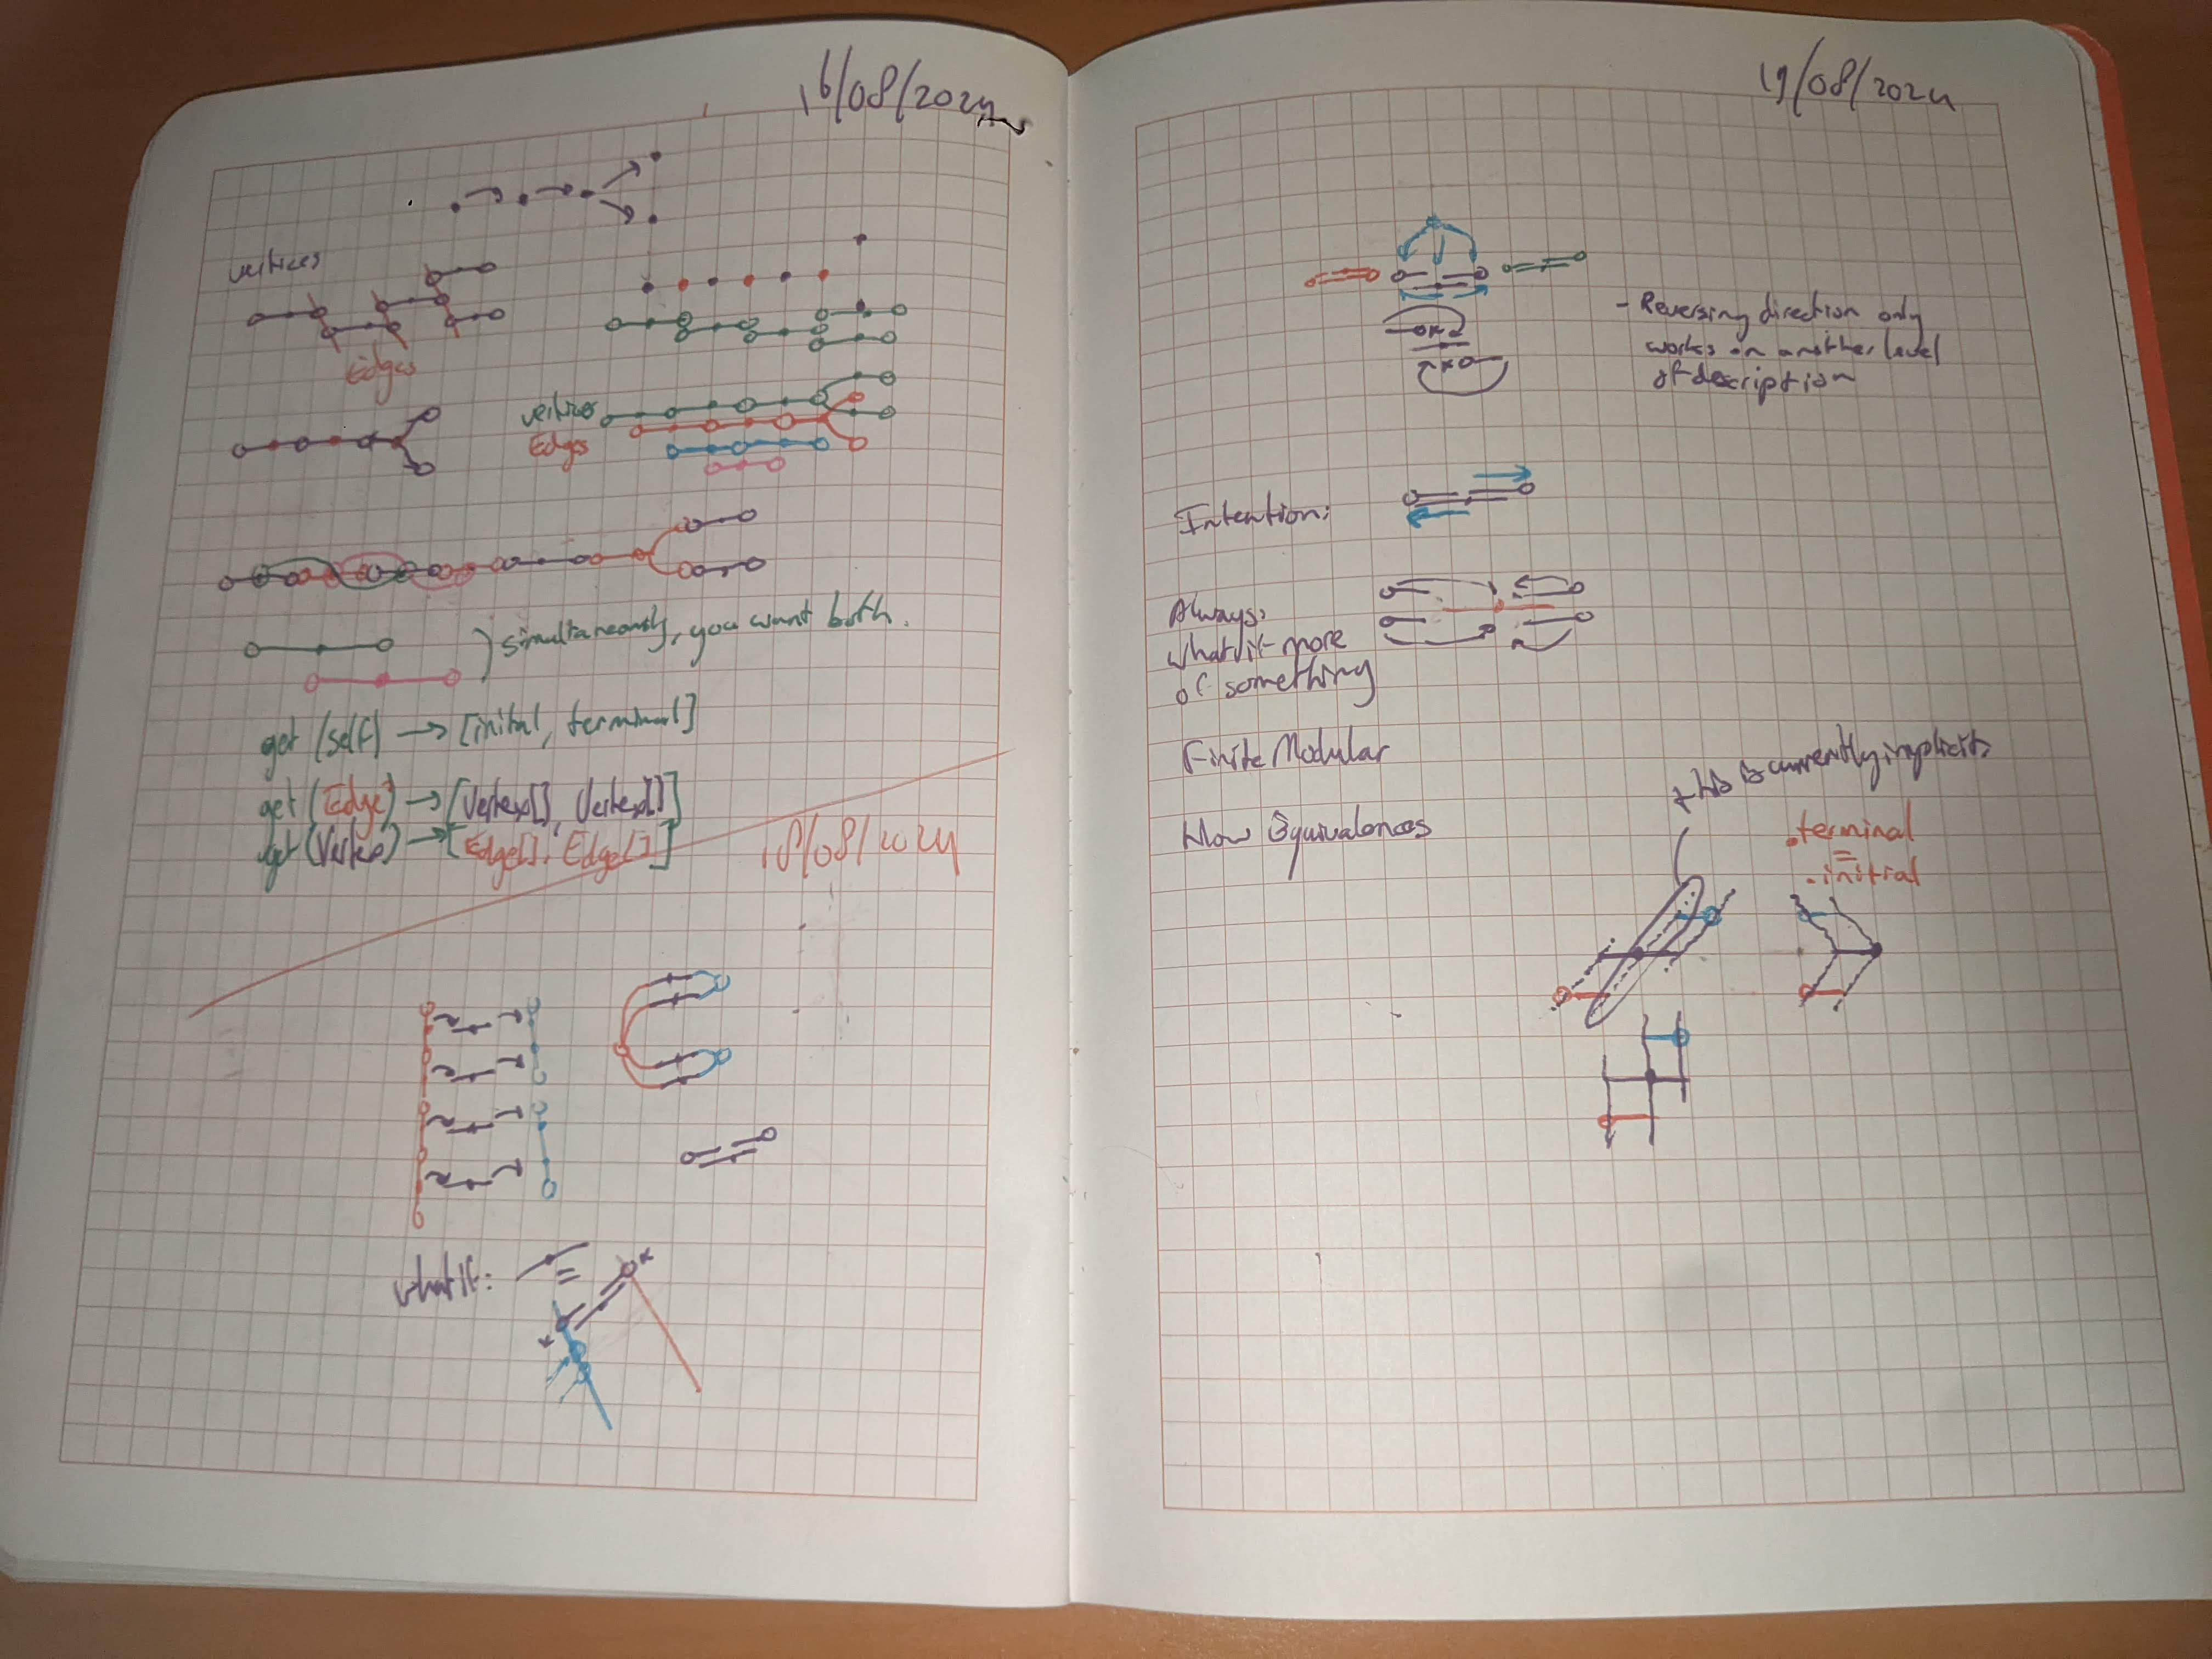 16/08/2024
vertices
Edges
vertices
Edges
simultaneously, you want both.
get (self) → [inital, terminal]
get (Edge) → [Vertex[], Vertex[]]
get (Vertex) → [Edge[], Edge[]]
18/08/2024
what If:
19/08/2024
- Reversing direction only
works on another level
of description
Intention:
Always:
what if more
of something
Finite Modular
this is currently implicit
Now Equivalences
.terminal
=
.initial